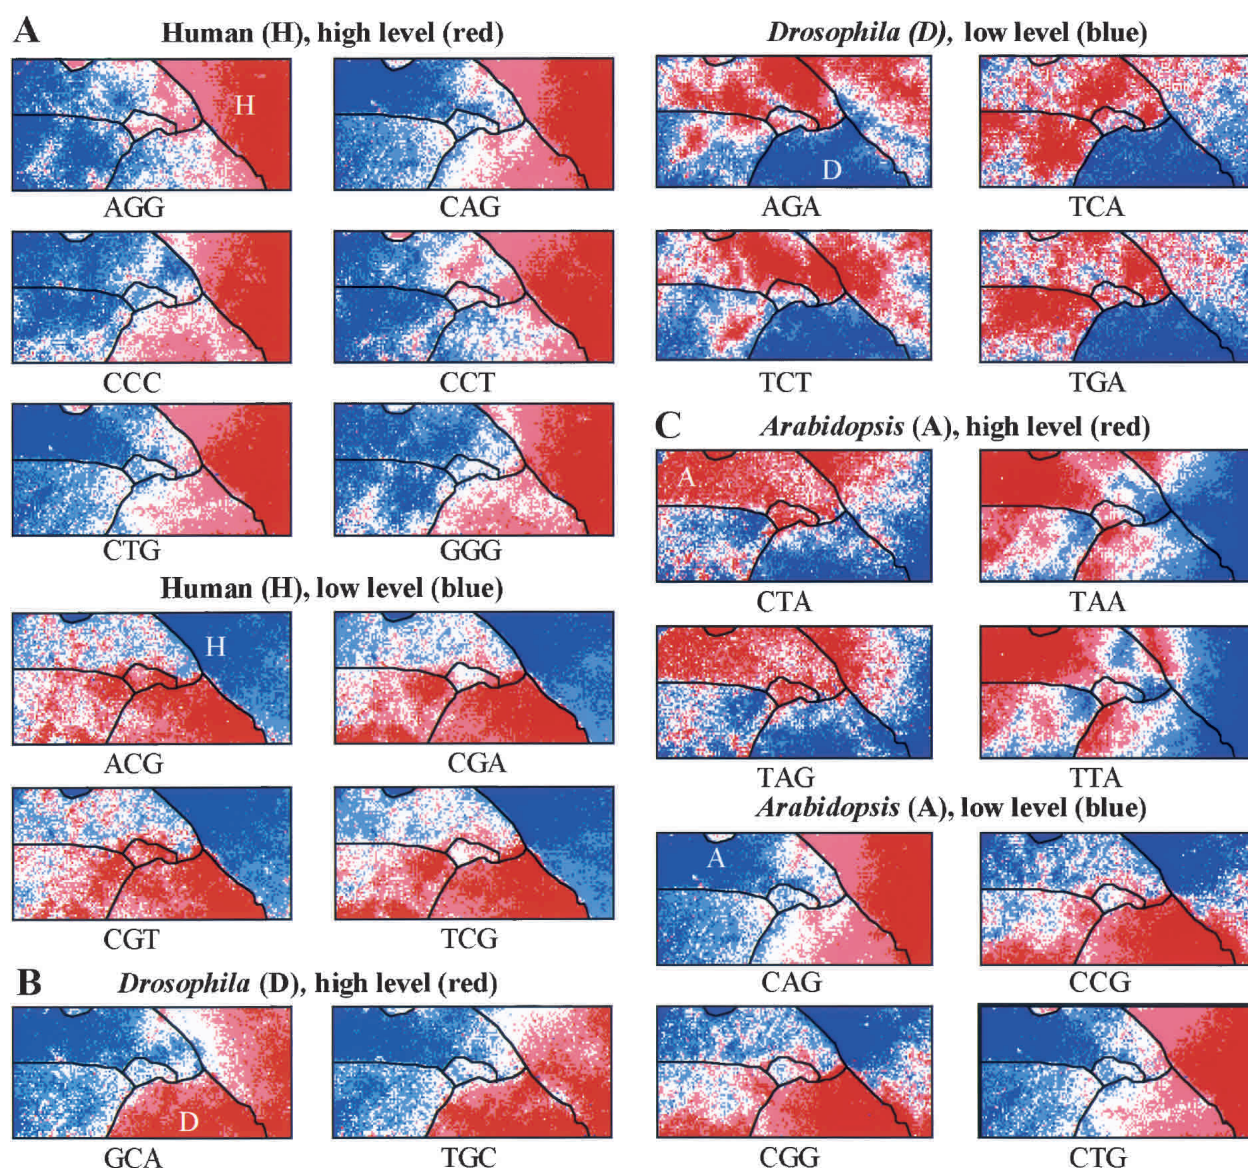 A Human (H), high level (red)
H
AGG CAG
CCC CCT
CTG GGG
Human (H), low level (blue)
H
ACG CGA
CGT TCG
B Drosophila (D), high level (red)
D
GCA TGC
Drosophila (D), low level (blue)
D
AGA TCA
TCT TGA
C Arabidopsis (A), high level (red)
A
CTA TAA
TAG TTA
Arabidopsis (A), low level (blue)
A
CAG CCG
CGG CTG